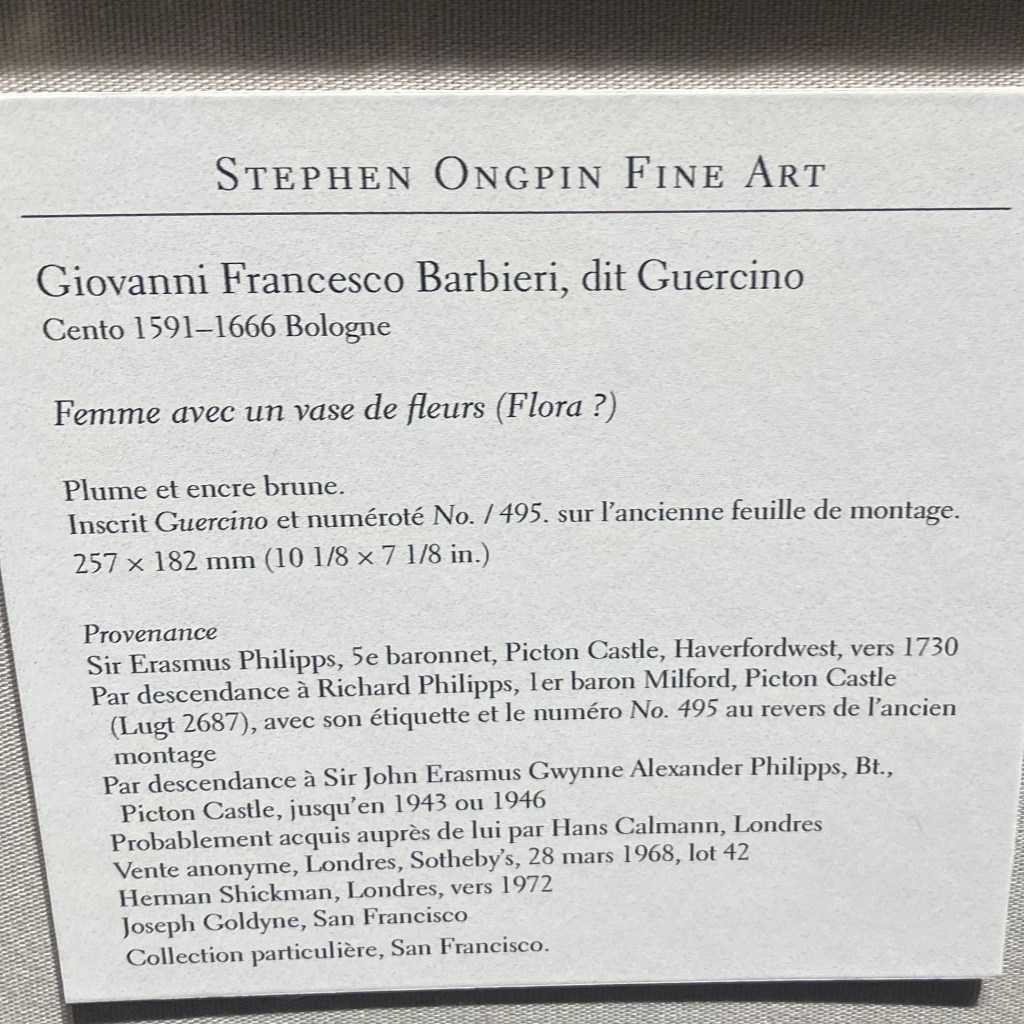 STEPHEN ONGPIN FINE ART
Giovanni Francesco Barbieri, dit Guercino
Cento 1591–1666 Bologne
Femme avec un vase de fleurs (Flora ?)
Plume et encre brune.
Inscrit Guercino et numéroté No. / 495. sur l'ancienne feuille de montage.
257 × 182 mm (10 1/8 × 7 1/8 in.)
Provenance
Sir Erasmus Philipps, 5e baronnet, Picton Castle, Haverfordwest, vers 1730
Par descendance à Richard Philipps, 1er baron Milford, Picton Castle
(Lugt 2687), avec son étiquette et le numéro No. 495 au revers de l'ancien
montage
Par descendance à Sir John Erasmus Gwynne Alexander Philipps, Bt.,
Picton Castle, jusqu'en 1943 ou 1946
Probablement acquis auprès de lui par Hans Calmann, Londres
Vente anonyme, Londres, Sotheby's, 28 mars 1968, lot 42
Herman Shickman, Londres, vers 1972
Joseph Goldyne, San Francisco
Collection particulière, San Francisco.